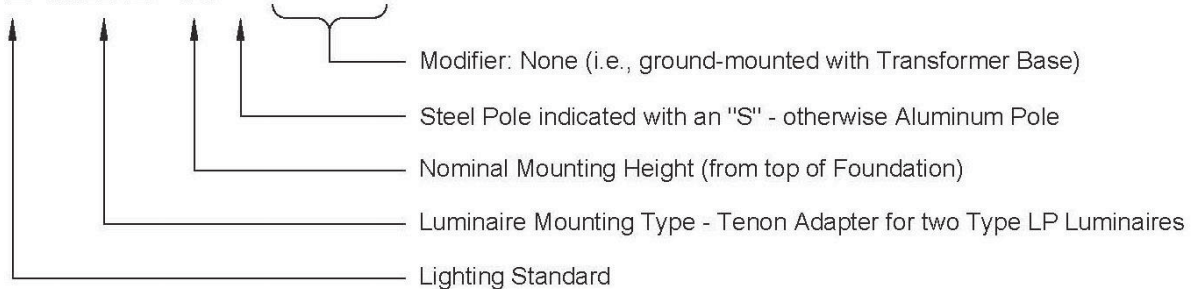 Modifier: None (i.e., ground-mounted with Transformer Base)
Steel Pole indicated with an "S" - otherwise Aluminum Pole
Nominal Mounting Height (from top of Foundation)
Luminaire Mounting Type - Tenon Adapter for two Type LP Luminaires
Lighting Standard